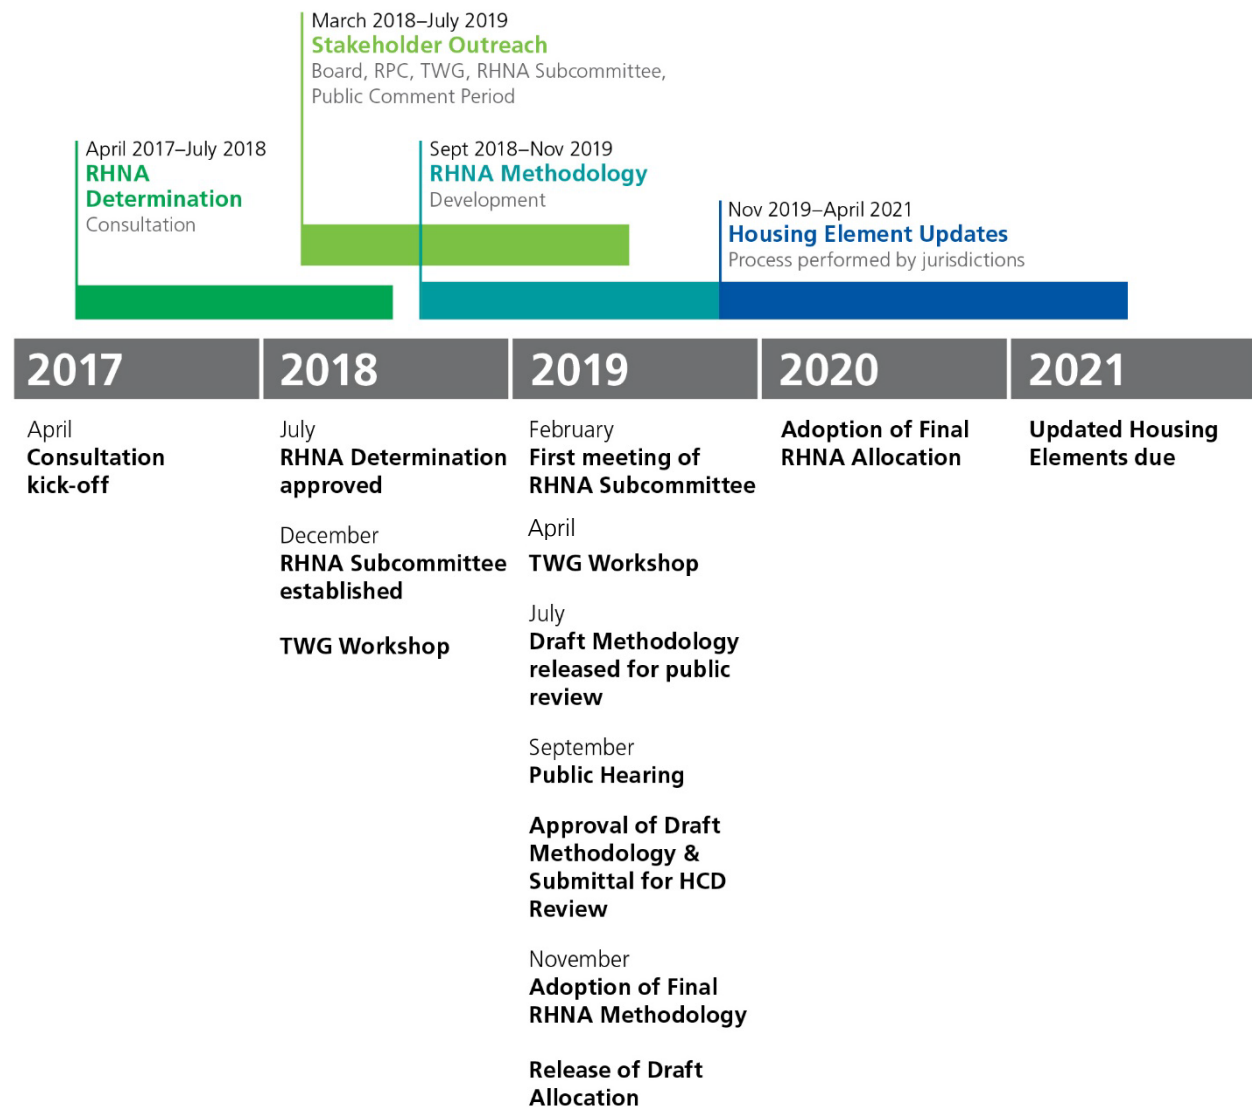 March 2018–July 2019
Stakeholder Outreach
Board, RPC, TWG, RHNA Subcommittee,
Public Comment Period
April 2017–July 2018
RHNA
Determination
Consultation
Sept 2018–Nov 2019
RHNA Methodology
Development
Nov 2019–April 2021
Housing Element Updates
Process performed by jurisdictions
2017
2018
2019
2020
2021
April
Consultation
kick-off
July
RHNA Determination
approved
December
RHNA Subcommittee
established
TWG Workshop
February
First meeting of
RHNA Subcommittee
April
TWG Workshop
July
Draft Methodology
released for public
review
September
Public Hearing
Approval of Draft
Methodology &
Submittal for HCD
Review
November
Adoption of Final
RHNA Methodology
Release of Draft
Allocation
Adoption of Final
RHNA Allocation
Updated Housing
Elements due